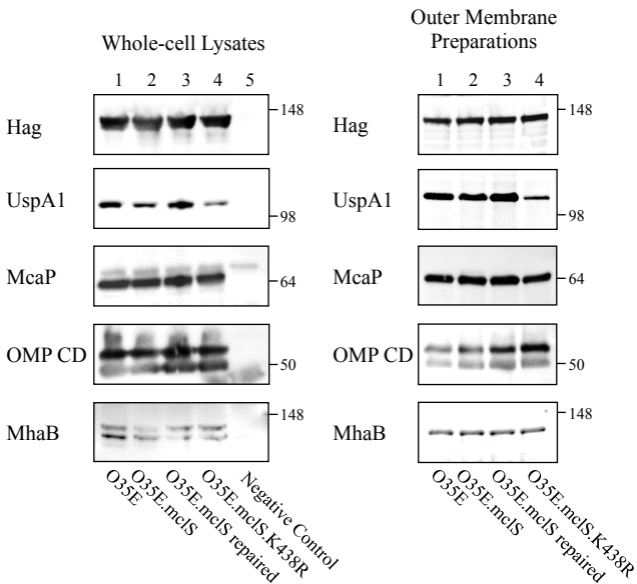 Whole-cell Lysates
1 2 3 4 5
Hag
148
UspA1
98
McaP
64
OMP CD
50
MhaB
148
O35E
O35E.mclS
O35E.mclS repaired
O35E.mclS.K438R
Negative Control
Outer Membrane
Preparations
1 2 3 4
Hag
148
UspA1
98
McaP
64
OMP CD
50
MhaB
148
O35E
O35E.mclS
O35E.mclS repaired
O35E.mclS.K438R